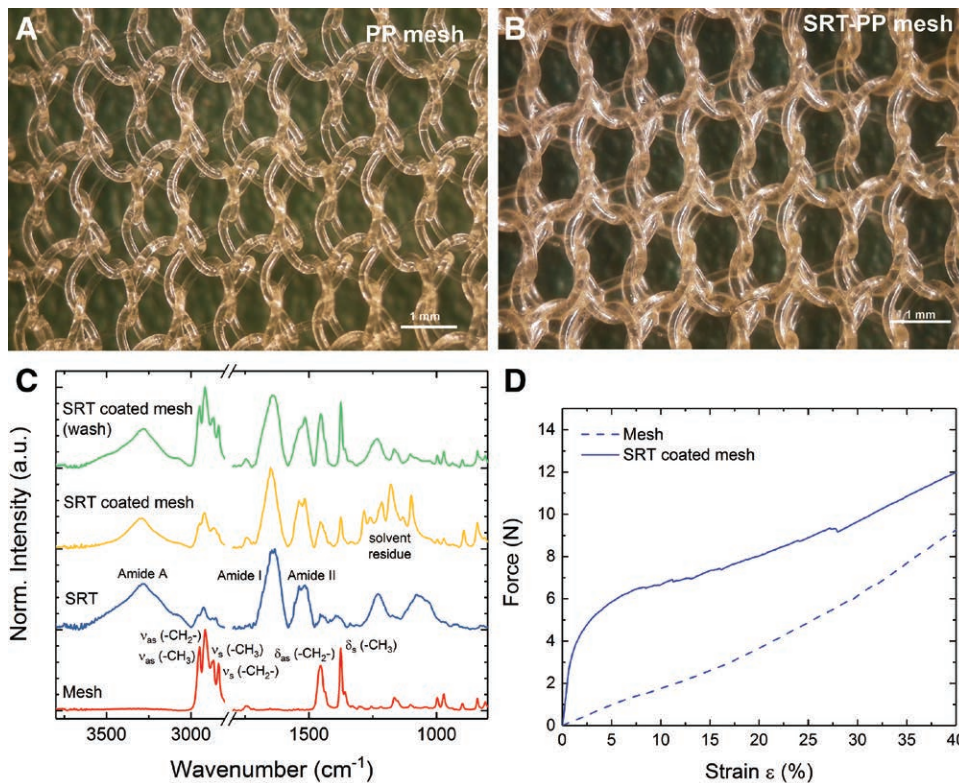 A
PP mesh
1 mm
B
SRT-PP mesh
1 mm
C
SRT coated mesh
(wash)
SRT coated mesh
solvent
residue
Amide A
Amide I
Amide II
SRT
νas (-CH2-)
νas (-CH3)
νs (-CH3)
νs (-CH2-)
δas (-CH2-)
δs (-CH3)
Mesh
Norm. Intensity (a.u.)
3500 3000 1500 1000
Wavenumber (cm⁻¹)
D
Mesh
SRT coated mesh
14
12
10
8
6
4
2
0
Force (N)
0 5 10 15 20 25 30 35 40
Strain ε (%)